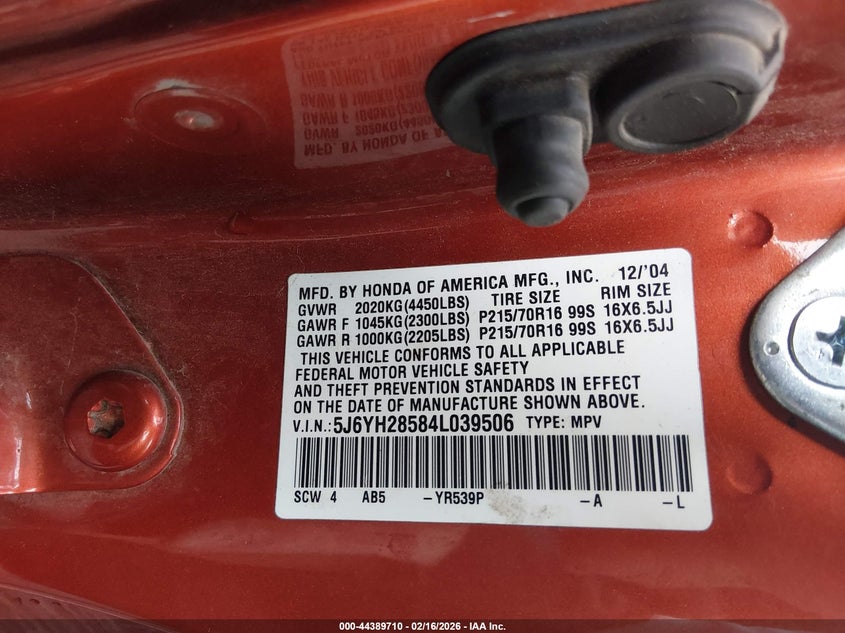 MFD. BY HONDA OF AMERICA MFG., INC. 12/'04
GVWR 2020KG(4450LBS) TIRE SIZE RIM SIZE
GAWR F 1045KG(2300LBS) P215/70R16 99S 16X6.5JJ
GAWR R 1000KG(2205LBS) P215/70R16 99S 16X6.5JJ
THIS VEHICLE CONFORMS TO ALL APPLICABLE
FEDERAL MOTOR VEHICLE SAFETY
AND THEFT PREVENTION STANDARDS IN EFFECT
ON THE DATE OF MANUFACTURE SHOWN ABOVE.
V.I.N.:5J6YH28584L039506 TYPE: MPV
SCW 4 AB5 -YR539P -A -L
000-44389710 - 02/16/2026 - IAA Inc.